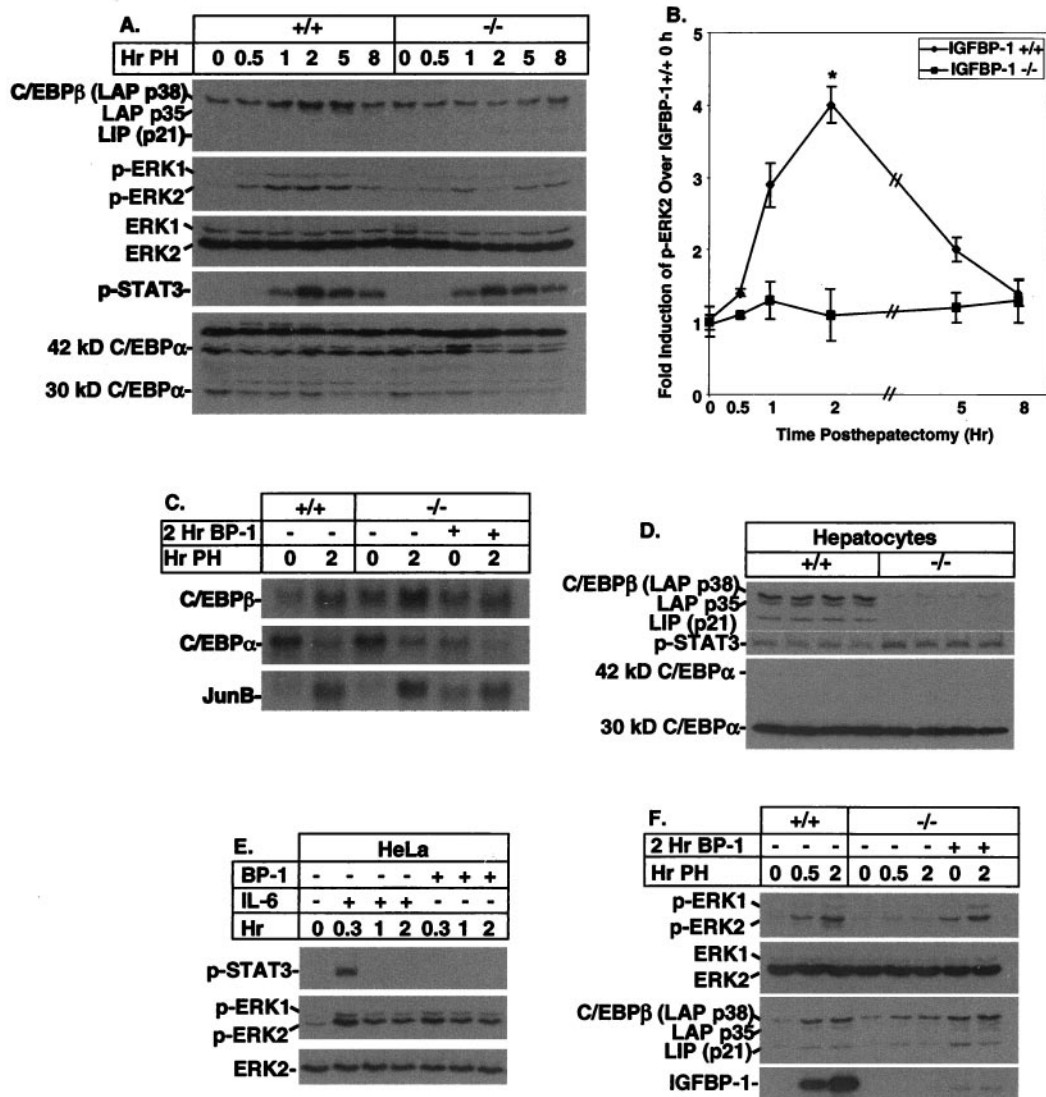 A.
+/+ -/-
Hr PH 0 0.5 1 2 5 8 0 0.5 1 2 5 8
C/EBPβ (LAP p38)
LAP p35
LIP (p21)
p-ERK1
p-ERK2
ERK1
ERK2
p-STAT3-
42 kD C/EBPα-
30 kD C/EBPα-
B.
IGFBP-1 +/+
IGFBP-1 -/-
Fold Induction of p-ERK2 Over IGFBP-1+/+ 0 h
5
4
3
2
1
0
*
0 0.5 1 2 5 8
Time Posthepatectomy (Hr)
C.
+/+ -/-
2 Hr BP-1 - - - - + +
Hr PH 0 2 0 2 0 2
C/EBPβ-
C/EBPα-
JunB-
D.
Hepatocytes
+/+ -/-
C/EBPβ (LAP p38)
LAP p35
LIP (p21)
p-STAT3-
42 kD C/EBPα-
30 kD C/EBPα-
E.
HeLa
BP-1 - - - - + + +
IL-6 - + + + - - -
Hr 0 0.3 1 2 0.3 1 2
p-STAT3-
p-ERK1
p-ERK2
ERK2-
F.
+/+ -/-
2 Hr BP-1 - - - - - - + +
Hr PH 0 0.5 2 0 0.5 2 0 2
p-ERK1
p-ERK2
ERK1
ERK2
C/EBPβ (LAP p38)
LAP p35
LIP (p21)
IGFBP-1-